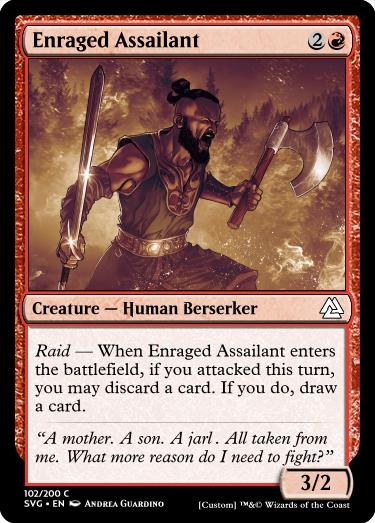 Enraged Assailant 2
Creature — Human Berserker
Raid — When Enraged Assailant enters
the battlefield, if you attacked this turn,
you may discard a card. If you do, draw
a card.
“A mother. A son. A jarl . All taken from
me. What more reason do I need to fight?”
3/2
102/200 C
SVG • EN Andrea Guardino [Custom] ™&© Wizards of the Coast